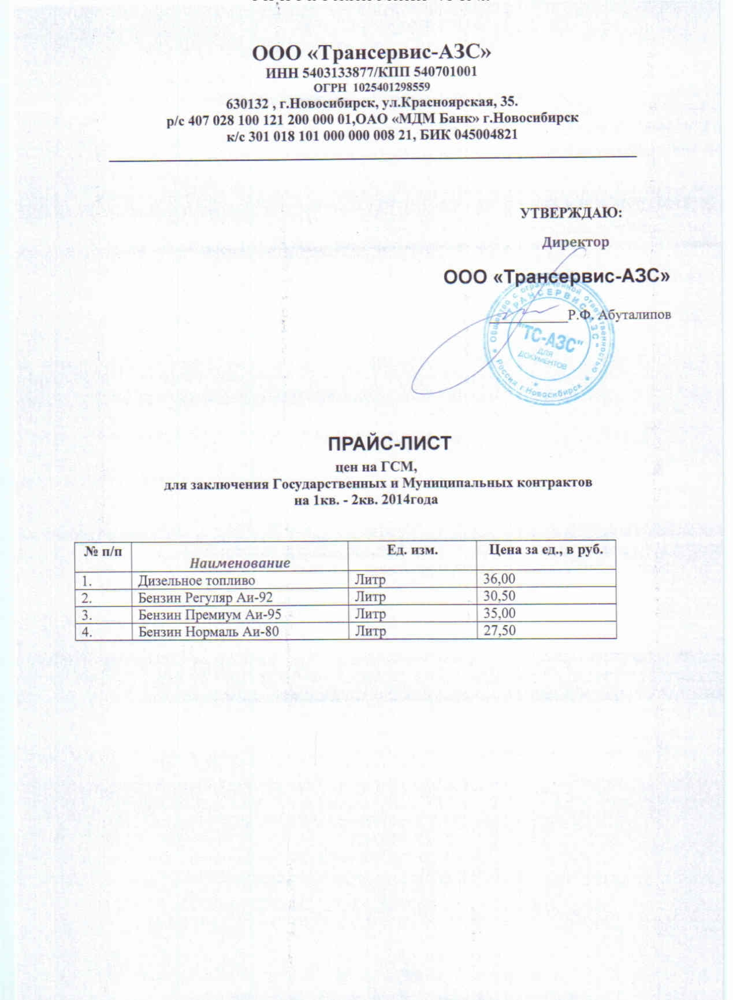 ООО «Трансервис-АЗС»
ИНН 5403133877/КПП 540701001
ОГРН 1025401298559
630132 , г.Новосибирск, ул.Красноярская, 35.
р/с 407 028 100 121 200 000 01,ОАО «МДМ Банк» г.Новосибирск
к/с 301 018 101 000 000 008 21, БИК 045004821
УТВЕРЖДАЮ:
Директор
ООО «Трансервис-АЗС»
Р.Ф. Абуталипов
Общество с ограниченной ответственностью
"ТРАНСЕРВИС-АЗС"
"ТС-АЗС"
ДЛЯ
ДОКУМЕНТОВ
Россия г.Новосибирск
ПРАЙС-ЛИСТ
цен на ГСМ,
для заключения Государственных и Муниципальных контрактов
на 1кв. - 2кв. 2014года
№ п/п Наименование Ед. изм. Цена за ед., в руб.
1. Дизельное топливо Литр 36,00
2. Бензин Регуляр Аи-92 Литр 30,50
3. Бензин Премиум Аи-95 Литр 35,00
4. Бензин Нормаль Аи-80 Литр 27,50